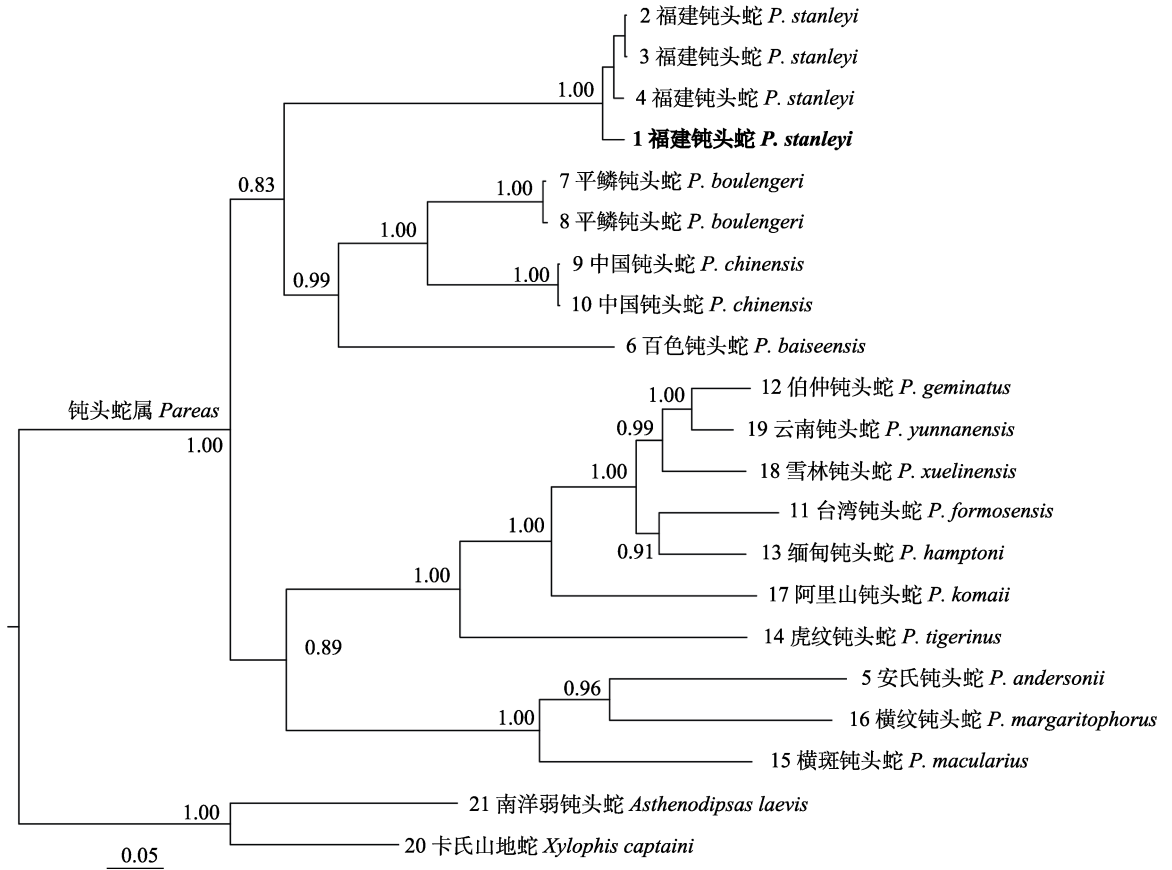 2 福建钝头蛇 P. stanleyi
3 福建钝头蛇 P. stanleyi
1.00
4 福建钝头蛇 P. stanleyi
1 福建钝头蛇 P. stanleyi
0.83
1.00
7 平鳞钝头蛇 P. boulengeri
8 平鳞钝头蛇 P. boulengeri
1.00
9 中国钝头蛇 P. chinensis
0.99
1.00
10 中国钝头蛇 P. chinensis
6 百色钝头蛇 P. baiseensis
12 伯仲钝头蛇 P. geminatus
1.00
钝头蛇属 Pareas
0.99
19 云南钝头蛇 P. yunnanensis
1.00
1.00
18 雪林钝头蛇 P. xuelinensis
11 台湾钝头蛇 P. formosensis
1.00
0.91
13 缅甸钝头蛇 P. hamptoni
1.00
17 阿里山钝头蛇 P. komaii
14 虎纹钝头蛇 P. tigerinus
0.89
5 安氏钝头蛇 P. andersonii
0.96
1.00
16 横纹钝头蛇 P. margaritophorus
15 横斑钝头蛇 P. macularius
21 南洋弱钝头蛇 Asthenodipsas laevis
1.00
20 卡氏山地蛇 Xylophis captaini
0.05